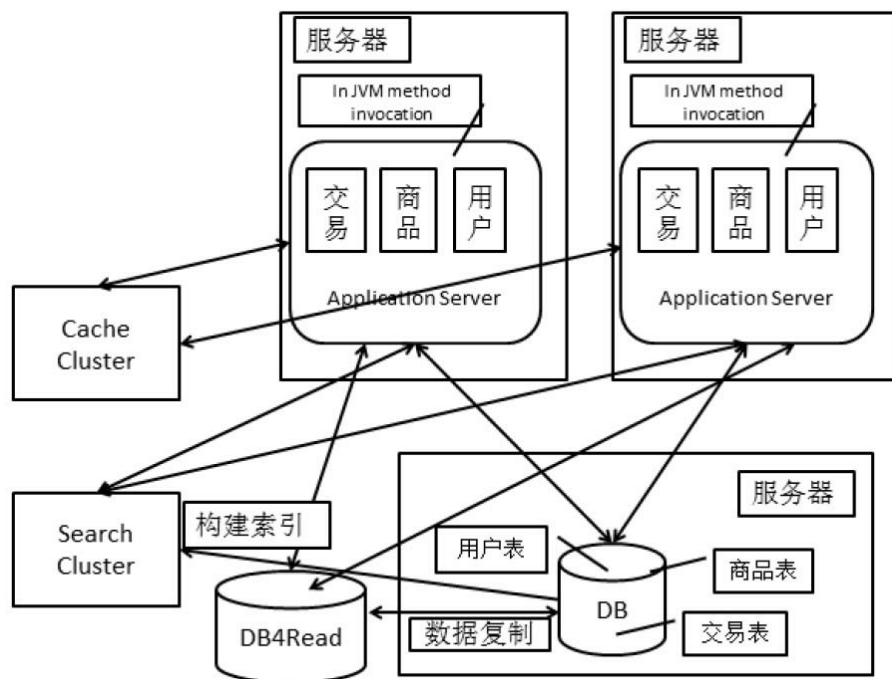 服务器
In JVM method
invocation
交易
商品
用户
Application Server
服务器
In JVM method
invocation
交易
商品
用户
Application Server
Cache
Cluster
Search
Cluster
构建索引
DB4Read
数据复制
服务器
用户表
商品表
DB
交易表